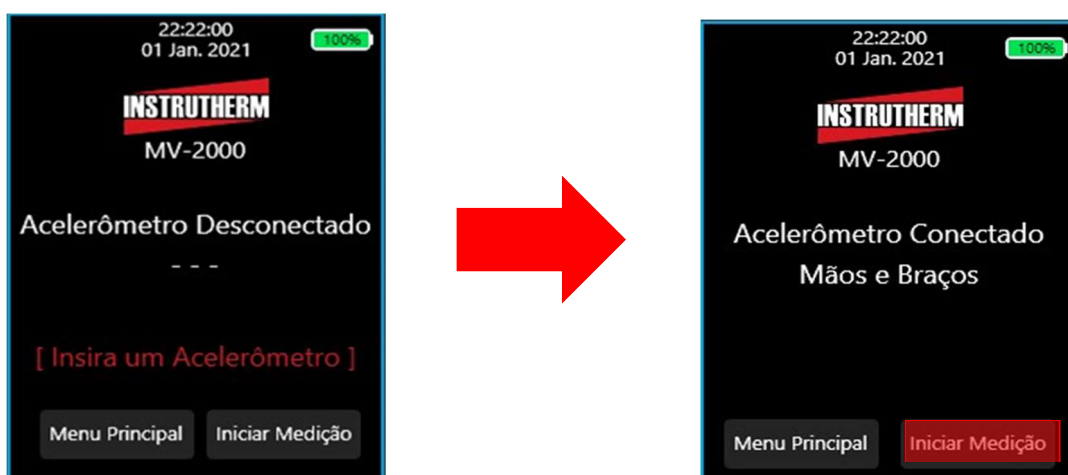 22:22:00
01 Jan. 2021
100%
INSTRUTHERM
MV-2000
Acelerômetro Desconectado
- - -
[ Insira um Acelerômetro ]
Menu Principal
Iniciar Medição
22:22:00
01 Jan. 2021
100%
INSTRUTHERM
MV-2000
Acelerômetro Conectado
Mãos e Braços
Menu Principal
Iniciar Medição